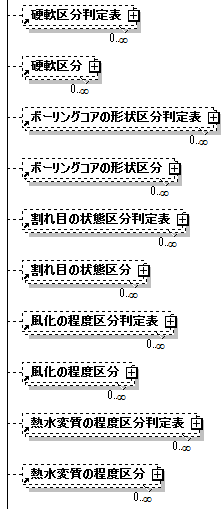 硬軟区分判定表
0..∞
硬軟区分
0..∞
ボーリングコアの形状区分判定表
0..∞
ボーリングコアの形状区分
0..∞
割れ目の状態区分判定表
0..∞
割れ目の状態区分
0..∞
風化の程度区分判定表
0..∞
風化の程度区分
0..∞
熱水変質の程度区分判定表
0..∞
熱水変質の程度区分
0..∞